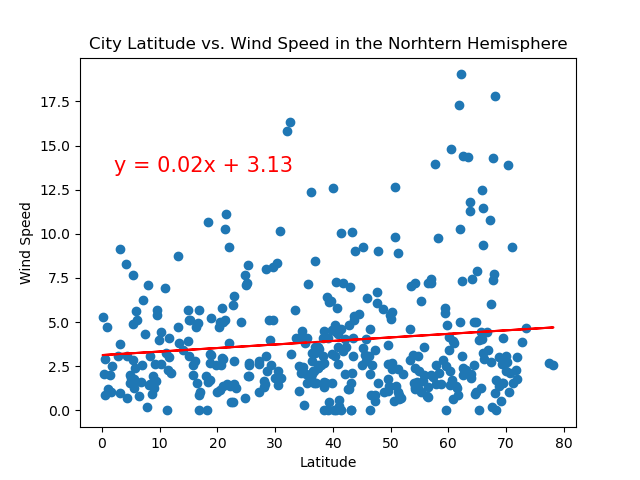 City Latitude vs. Wind Speed in the Norhtern Hemisphere
17.5
15.0
y = 0.02x + 3.13
12.5
10.0
Wind Speed
7.5
5.0
2.5
0.0
0 10 20 30 40 50 60 70 80
Latitude